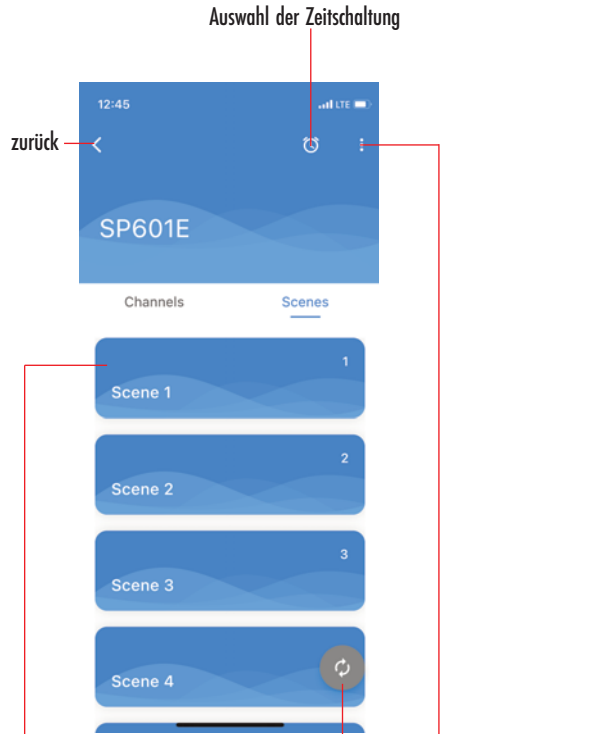 Auswahl der Zeitschaltung
12:45
LTE
zurück
SP601E
Channels
Scenes
1
Scene 1
2
Scene 2
3
Scene 3
Scene 4